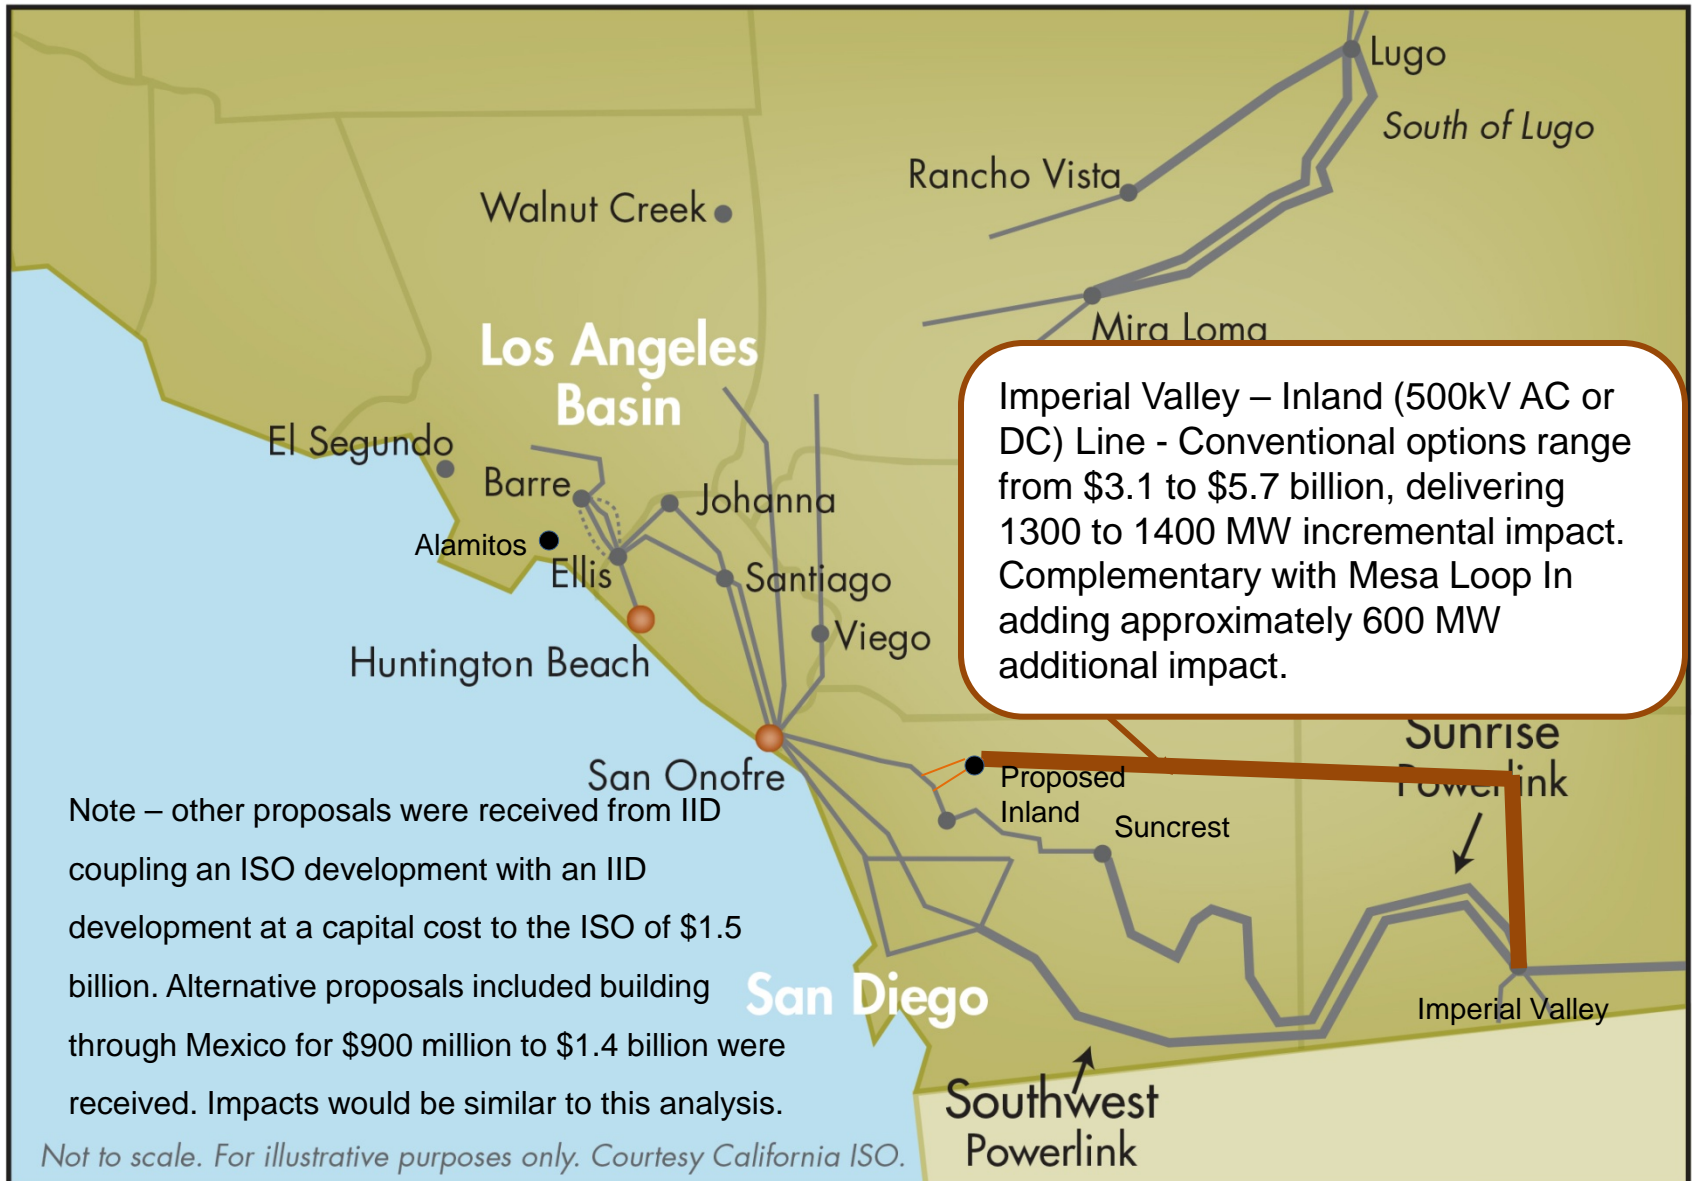 Lugo
South of Lugo
Rancho Vista
Walnut Creek
Mira Loma
Los Angeles
Basin
El Segundo
Barre
Johanna
Alamitos
Ellis
Santiago
Viego
Huntington Beach
San Onofre
Imperial Valley – Inland (500kV AC or
DC) Line - Conventional options range
from $3.1 to $5.7 billion, delivering
1300 to 1400 MW incremental impact.
Complementary with Mesa Loop In
adding approximately 600 MW
additional impact.
Sunrise
Powerlink
Proposed
Inland
Suncrest
Note – other proposals were received from IID
coupling an ISO development with an IID
development at a capital cost to the ISO of $1.5
billion. Alternative proposals included building
through Mexico for $900 million to $1.4 billion were
received. Impacts would be similar to this analysis.
San Diego
Imperial Valley
Southwest
Powerlink
Not to scale. For illustrative purposes only. Courtesy California ISO.